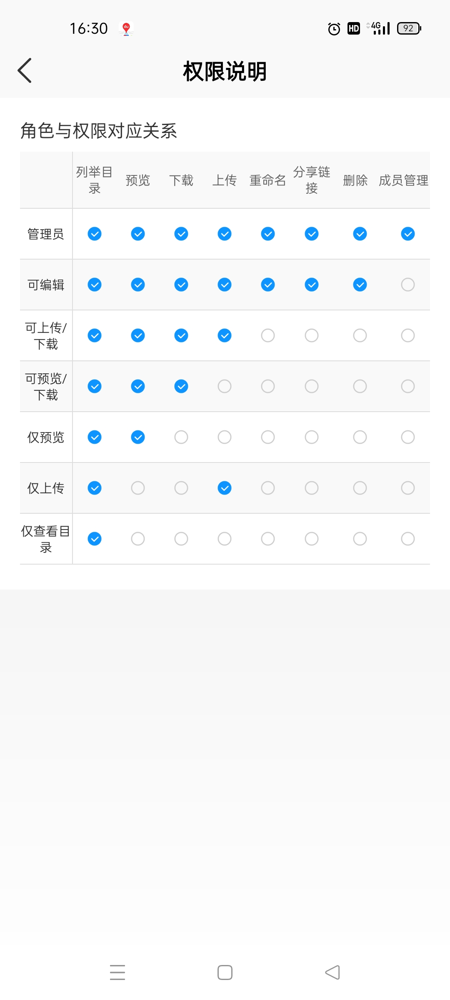 16:30
du
HD
4G
92
权限说明
角色与权限对应关系
列举目
录
预览
下载
上传
重命名
分享链
接
删除
成员管理
管理员
可编辑
可上传/
下载
可预览/
下载
仅预览
仅上传
仅查看目
录